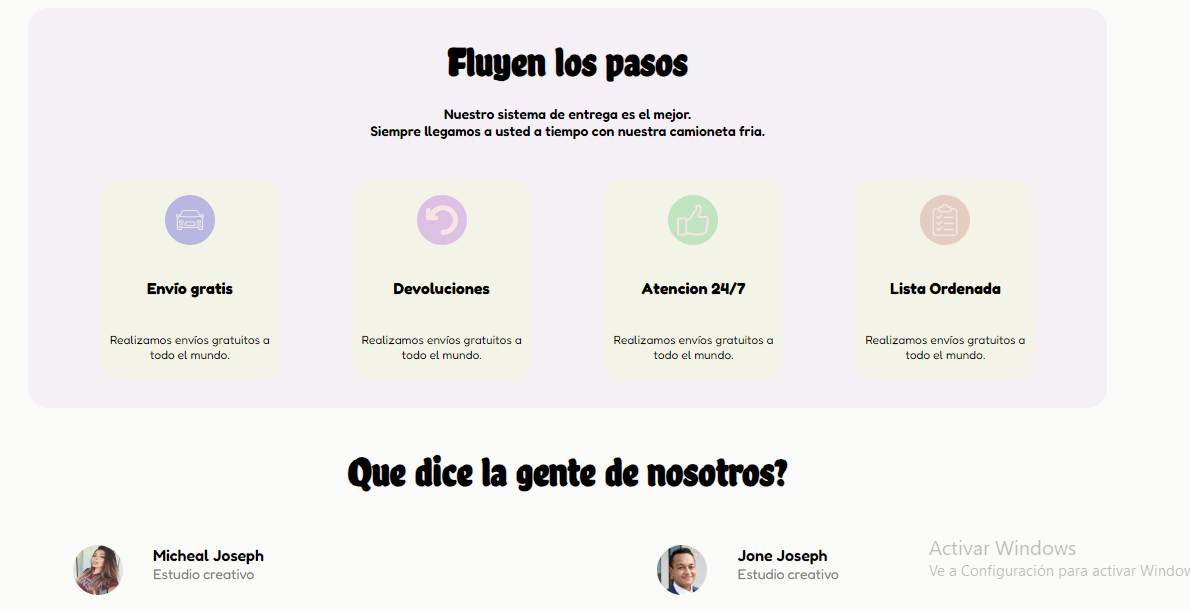 Fluyen los pasos
Nuestro sistema de entrega es el mejor.
Siempre llegamos a usted a tiempo con nuestra camioneta fria.
Envío gratis
Realizamos envíos gratuitos a
todo el mundo.
Devoluciones
Realizamos envíos gratuitos a
todo el mundo.
Atencion 24/7
Realizamos envíos gratuitos a
todo el mundo.
Lista Ordenada
Realizamos envíos gratuitos a
todo el mundo.
Que dice la gente de nosotros?
Micheal Joseph
Estudio creativo
Jone Joseph
Estudio creativo
Activar Windows
Ve a Configuración para activar Window